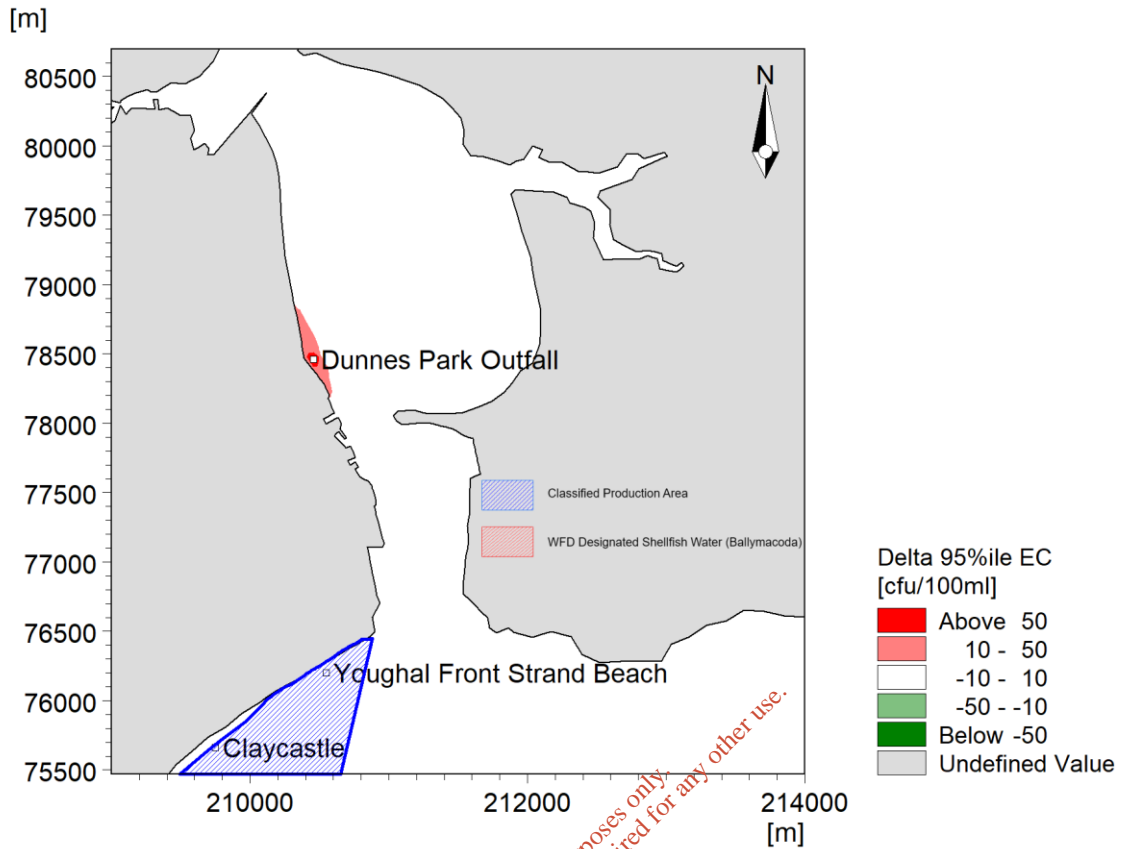 [m]
80500
80000
79500
79000
78500
78000
77500
77000
76500
76000
75500
N
Dunnes Park Outfall
Classified Production Area
WFD Designated Shellfish Water (Ballymacoda)
Youghal Front Strand Beach
Claycastle
210000 212000 214000
[m]
Delta 95%ile EC
[cfu/100ml]
Above 50
10 - 50
-10 - 10
-50 - -10
Below -50
Undefined Value
poses only.
for any other use.